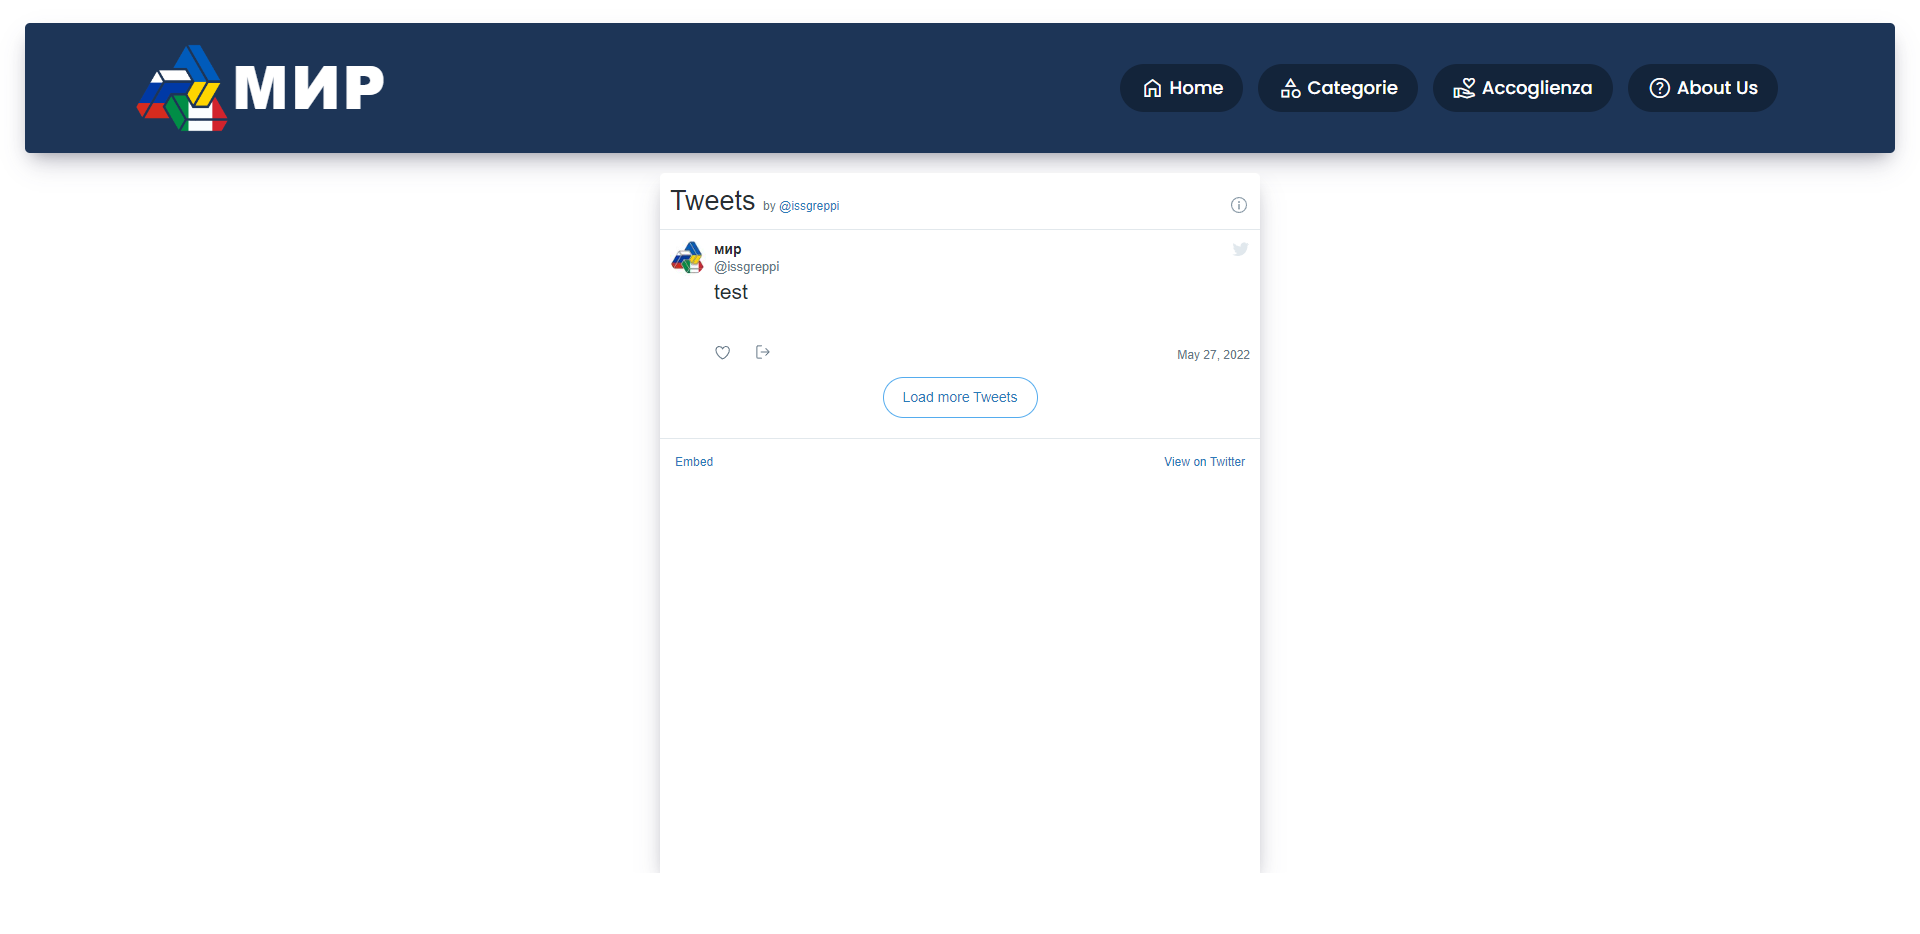 МИР
Home
Categorie
Accoglienza
About Us
Tweets by @issgreppi
мир
@issgreppi
test
May 27, 2022
Load more Tweets
Embed
View on Twitter